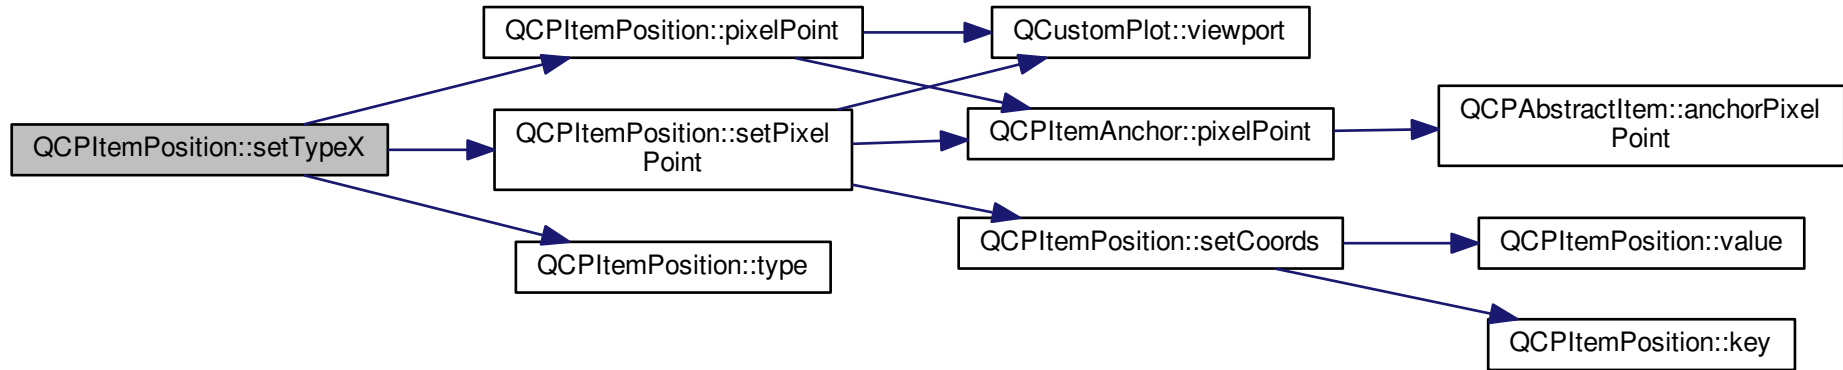 QCPItemPosition::setTypeX
QCPItemPosition::pixelPoint
QCPItemPosition::setPixel
Point
QCPItemPosition::type
QCustomPlot::viewport
QCPItemAnchor::pixelPoint
QCPItemPosition::setCoords
QCPAbstractItem::anchorPixel
Point
QCPItemPosition::value
QCPItemPosition::key